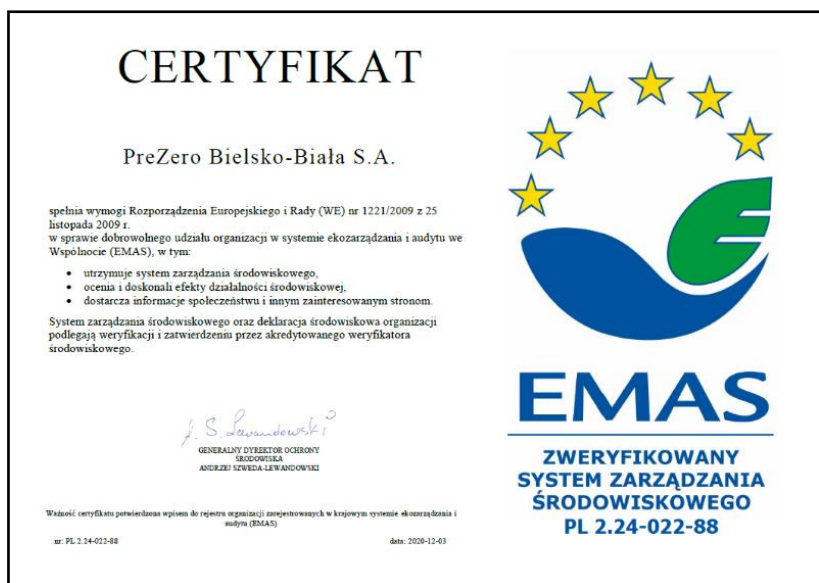 CERTYFIKAT
PreZero Bielsko-Biała S.A.
spełnia wymogi Rozporządzenia Europejskiego i Rady (WE) nr 1221/2009 z 25
listopada 2009 r.
w sprawie dobrowolnego udziału organizacji w systemie ekozarządzania i audytu we
Wspólnocie (EMAS), w tym:
• utrzymuje system zarządzania środowiskowego,
• ocenia i doskonali efekty działalności środowiskowej,
• dostarcza informacje społeczeństwu i innym zainteresowanym stronom.
System zarządzania środowiskowego oraz deklaracja środowiskowa organizacji
podlegają weryfikacji i zatwierdzeniu przez akredytowanego weryfikatora
środowiskowego.
GENERALNY DYREKTOR OCHRONY
ŚRODOWISKA
ANDRZEJ SZWEDA-LEWANDOWSKI
Ważność certyfikatu potwierdzona wpisem do rejestru organizacji zarejestrowanych w krajowym systemie ekozarządzania i
audytu (EMAS)
nr: PL 2.24-022-88 data: 2020-12-03
EMAS
ZWERYFIKOWANY
SYSTEM ZARZĄDZANIA
ŚRODOWISKOWEGO
PL 2.24-022-88